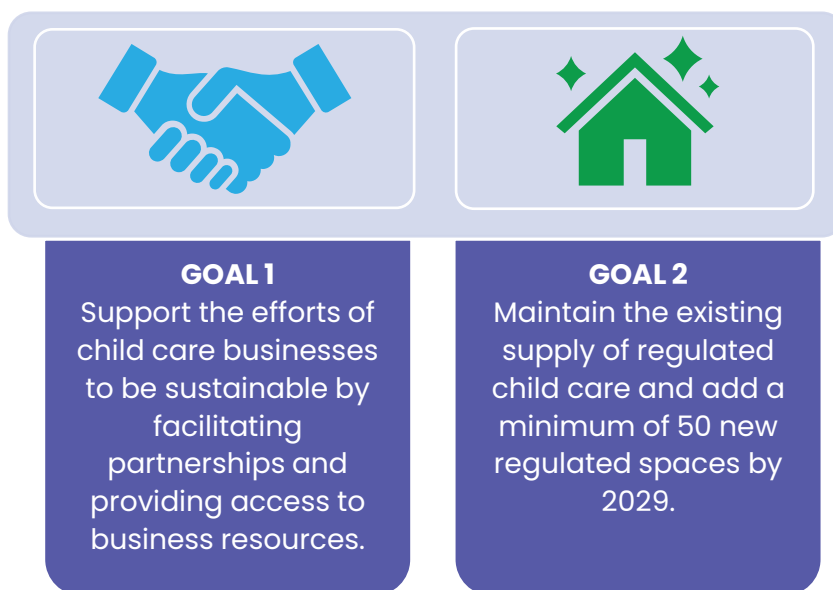 GOAL 1
Support the efforts of
child care businesses
to be sustainable by
facilitating
partnerships and
providing access to
business resources.
GOAL 2
Maintain the existing
supply of regulated
child care and add a
minimum of 50 new
regulated spaces by
2029.